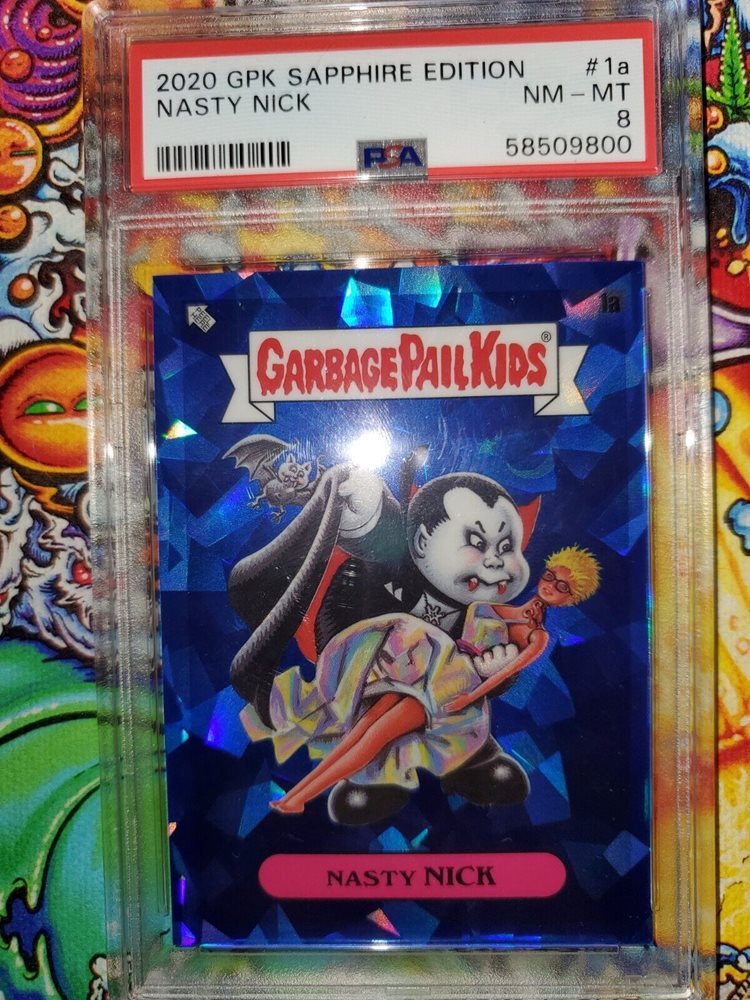 2020 GPK SAPPHIRE EDITION #1a
NASTY NICK NM - MT
8
PSA 58509800
1a
GARBAGE PAIL KIDS®
NASTY NICK